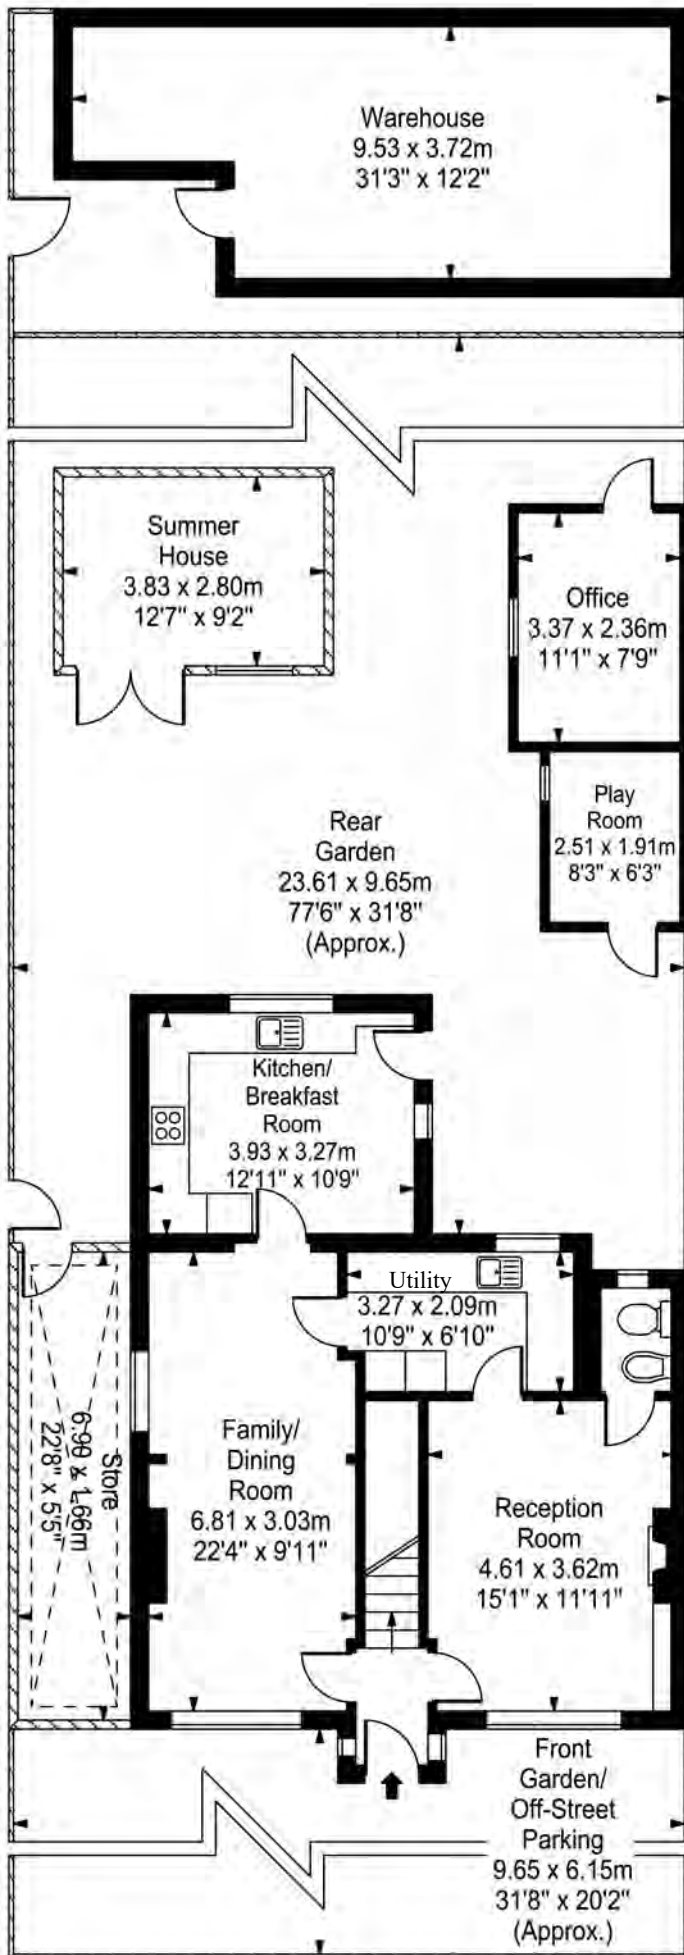 Warehouse
9.53 x 3.72m
31'3" x 12'2"
Summer
House
3.83 x 2.80m
12'7" x 9'2"
Office
3.37 x 2.36m
11'1" x 7'9"
Play
Room
2.51 x 1.91m
8'3" x 6'3"
Rear
Garden
23.61 x 9.65m
77'6" x 31'8"
(Approx.)
Kitchen/
Breakfast
Room
3.93 x 3.27m
12'11" x 10'9"
Utility
3.27 x 2.09m
10'9" x 6'10"
Store
6.90 x 1.66m
22'8" x 5'5"
Family/
Dining
Room
6.81 x 3.03m
22'4" x 9'11"
Reception
Room
4.61 x 3.62m
15'1" x 11'11"
Front
Garden/
Off-Street
Parking
9.65 x 6.15m
31'8" x 20'2"
(Approx.)